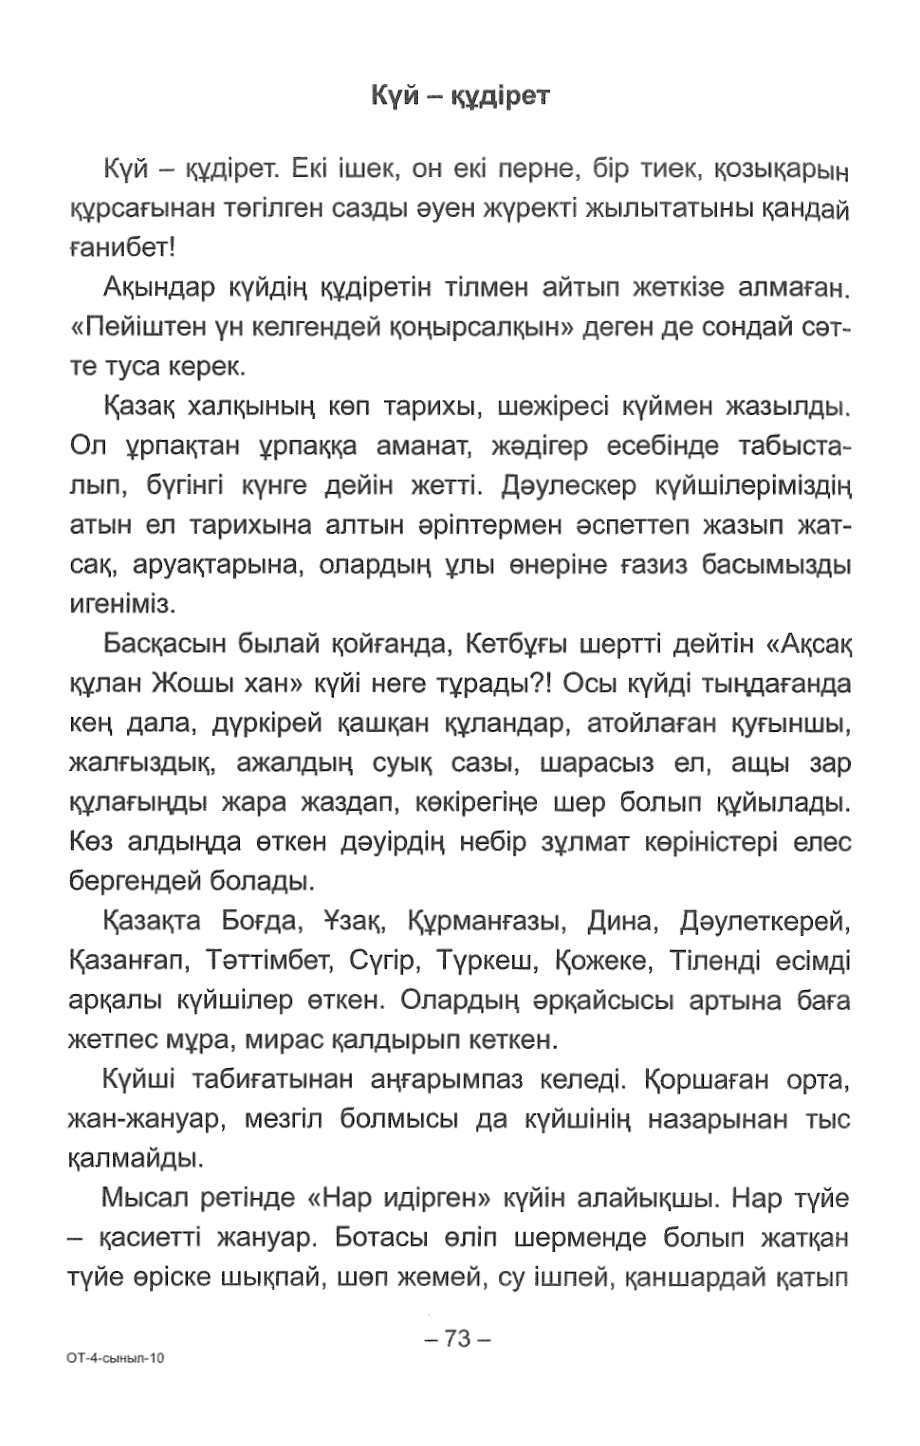 Күй – құдірет
Күй – құдірет. Екі ішек, он екі перне, бір тиек, қозықарын
құрсағынан төгілген сазды әуен жүректі жылытатыны қандай
ғанибет!
Ақындар күйдің құдіретін тілмен айтып жеткізе алмаған.
«Пейіштен үн келгендей қоңырсалқын» деген де сондай сәт-
те туса керек.
Қазақ халқының көп тарихы, шежіресі күймен жазылды.
Ол ұрпақтан ұрпаққа аманат, жәдігер есебінде табыста-
лып, бүгінгі күнге дейін жетті. Дәулескер күйшілеріміздің
атын ел тарихына алтын әріптермен әспеттеп жазып жат-
сақ, аруақтарына, олардың ұлы өнеріне ғазиз басымызды
игеніміз.
Басқасын былай қойғанда, Кетбұғы шертті дейтін «Ақсақ
құлан Жошы хан» күйі неге тұрады?! Осы күйді тыңдағанда
кең дала, дүркірей қашқан құландар, атойлаған қуғыншы,
жалғыздық, ажалдың суық сазы, шарасыз ел, ащы зар
құлағыңды жара жаздап, көкірегіңе шер болып құйылады.
Көз алдыңда өткен дәуірдің небір зұлмат көріністері елес
бергендей болады.
Қазақта Боғда, Ұзақ, Құрманғазы, Дина, Дәулеткерей,
Қазанғап, Тәттімбет, Сүгір, Түркеш, Қожеке, Тіленді есімді
арқалы күйшілер өткен. Олардың әрқайсысы артына баға
жетпес мұра, мирас қалдырып кеткен.
Күйші табиғатынан аңғарымпаз келеді. Қоршаған орта,
жан-жануар, мезгіл болмысы да күйшінің назарынан тыс
қалмайды.
Мысал ретінде «Нар идірген» күйін алайықшы. Нар түйе
– қасиетті жануар. Ботасы өліп шерменде болып жатқан
түйе өріске шықпай, шөп жемей, су ішпей, қаншардай қатып
– 73 –
ОТ-4-сынып-10